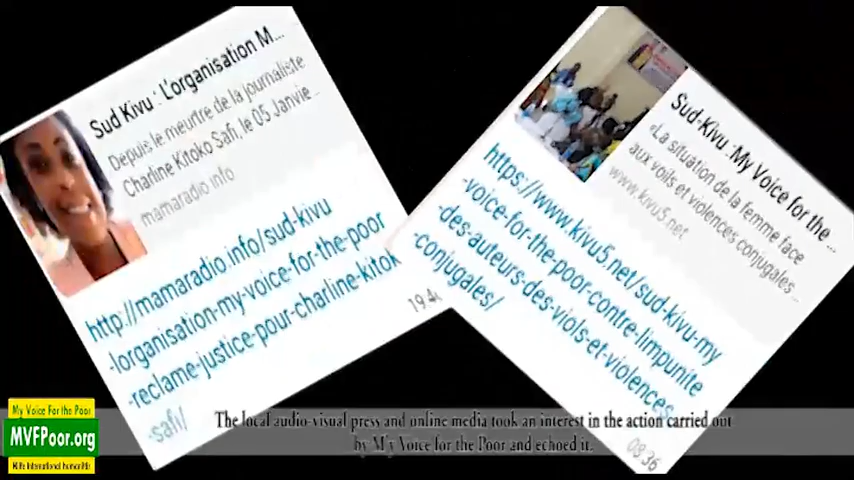 Sud Kivu : L'organisation M...
Depuis le meurtre de la journaliste
Charline Kitoko Safi, le 05 Janvie...
mamaradio.info
http://mamaradio.info/sud-kivu
-lorganisation-my-voice-for-the-poor
-reclame-justice-pour-charline-kitok
-safi/
Sud-Kivu :My Voice for the...
«La situation de la femme face
aux voils et violences conjugales...
www.kivu5.net
https://www.kivu5.net/sud-kivu-my
-voice-for-the-poor-contre-limpunite
-des-auteurs-des-viols-et-violences
-conjugales/
08:36
My Voice For the Poor
MVFPoor.org
The local audio-visual press and online media took an interest in the action carried out
by My Voice for the Poor and echoed it.